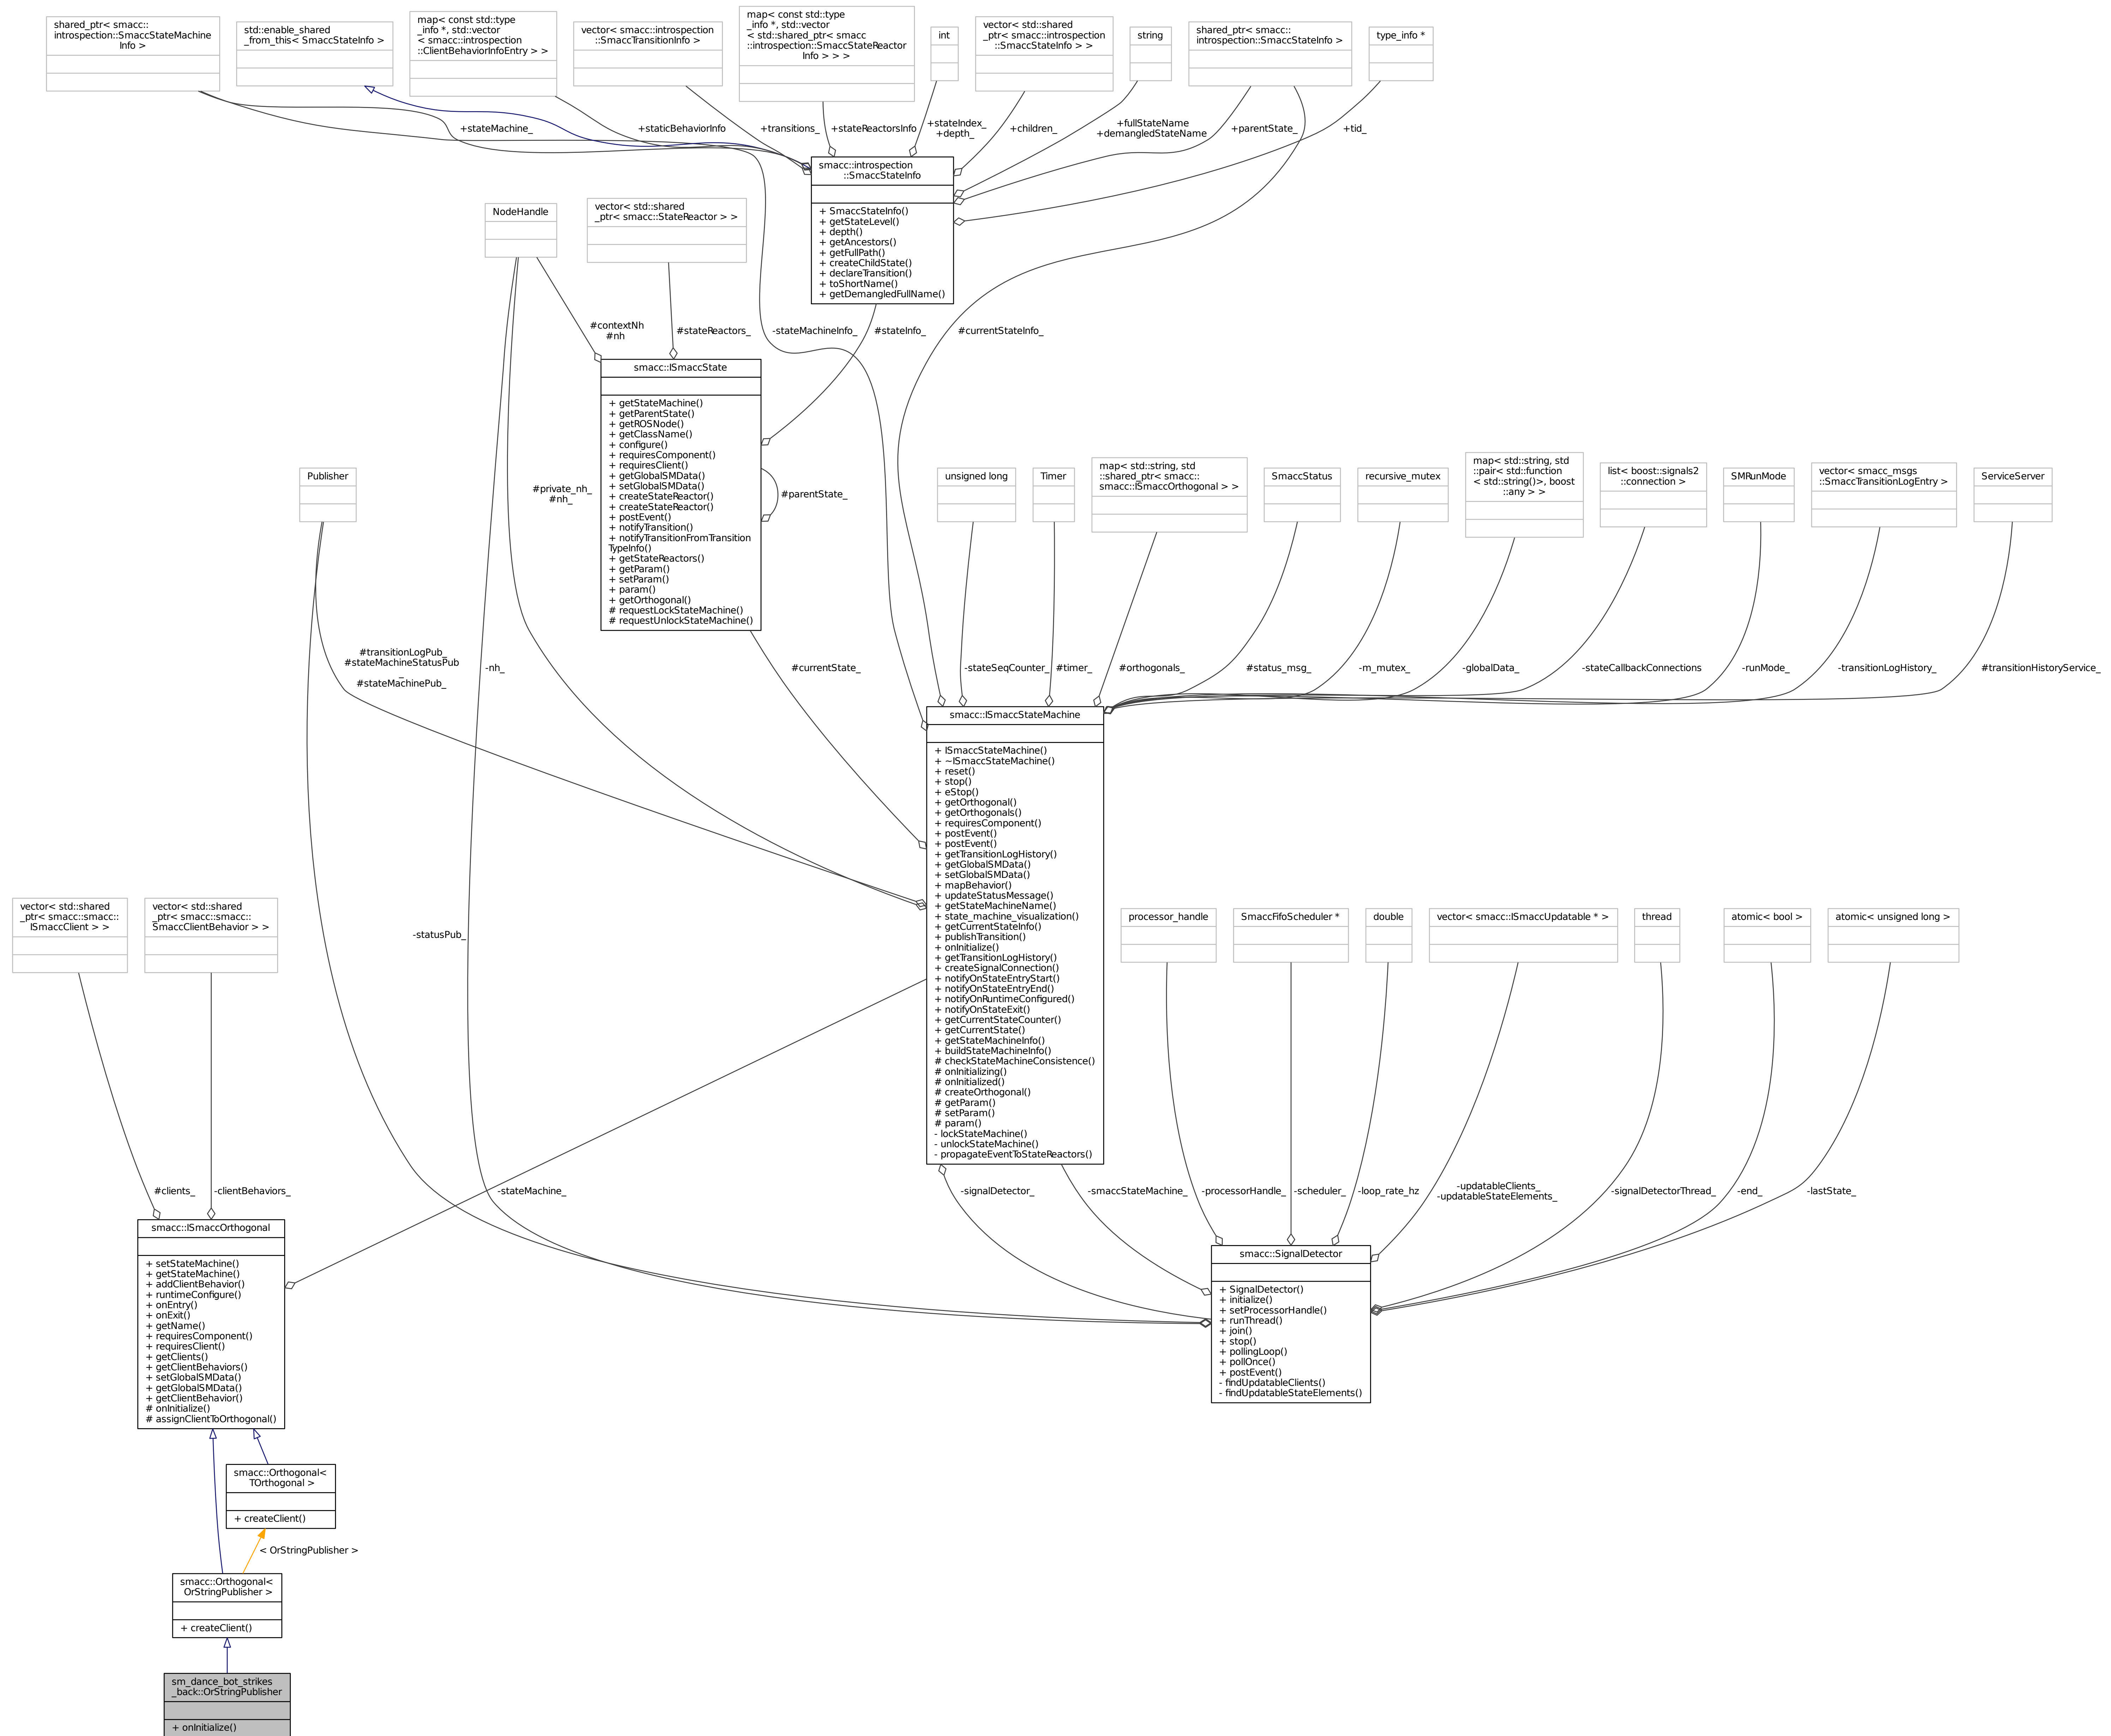 shared_ptr< smacc::
introspection::SmaccStateMachine
Info >
std::enable_shared
_from_this< SmaccStateInfo >
map< const std::type
_info *, std::vector
< smacc::introspection
::ClientBehaviorInfoEntry > >
vector< smacc::introspection
::SmaccTransitionInfo >
map< const std::type
_info *, std::vector
< std::shared_ptr< smacc
::introspection::SmaccStateReactor
Info > > >
int
vector< std::shared
_ptr< smacc::introspection
::SmaccStateInfo > >
string
shared_ptr< smacc::
introspection::SmaccStateInfo >
type_info *
+stateMachine_
+staticBehaviorInfo
+transitions_
+stateReactorsInfo
+stateIndex_
+depth_
+children_
+fullStateName
+demangledStateName
+parentState_
+tid_
smacc::introspection
::SmaccStateInfo
+ SmaccStateInfo()
+ getStateLevel()
+ depth()
+ getAncestors()
+ getFullPath()
+ createChildState()
+ declareTransition()
+ toShortName()
+ getDemangledFullName()
NodeHandle
vector< std::shared
_ptr< smacc::StateReactor > >
#contextNh
#nh
#stateReactors_
-stateMachineInfo_
#stateInfo_
#currentStateInfo_
smacc::ISmaccState
+ getStateMachine()
+ getParentState()
+ getROSNode()
+ getClassName()
+ configure()
+ requiresComponent()
+ requiresClient()
+ getGlobalSMData()
+ setGlobalSMData()
+ createStateReactor()
+ createStateReactor()
+ postEvent()
+ notifyTransition()
+ notifyTransitionFromTransition
TypeInfo()
+ getStateReactors()
+ getParam()
+ setParam()
+ param()
+ getOrthogonal()
# requestLockStateMachine()
# requestUnlockStateMachine()
#parentState_
Publisher
#private_nh_
#nh_
unsigned long
Timer
map< std::string, std
::shared_ptr< smacc::
smacc::ISmaccOrthogonal > >
SmaccStatus
recursive_mutex
map< std::string, std
::pair< std::function
< std::string()>, boost
::any > >
list< boost::signals2
::connection >
SMRunMode
vector< smacc_msgs
::SmaccTransitionLogEntry >
ServiceServer
#transitionLogPub_
#stateMachineStatusPub
_
#stateMachinePub_
-nh_
#currentState_
-stateSeqCounter_
#timer_
#orthogonals_
#status_msg_
-m_mutex_
-globalData_
-stateCallbackConnections
-runMode_
-transitionLogHistory_
#transitionHistoryService_
smacc::ISmaccStateMachine
+ ISmaccStateMachine()
+ ~ISmaccStateMachine()
+ reset()
+ stop()
+ eStop()
+ getOrthogonal()
+ getOrthogonals()
+ requiresComponent()
+ postEvent()
+ postEvent()
+ getTransitionLogHistory()
+ getGlobalSMData()
+ setGlobalSMData()
+ mapBehavior()
+ updateStatusMessage()
+ getStateMachineName()
+ state_machine_visualization()
+ getCurrentStateInfo()
+ publishTransition()
+ onInitialize()
+ getTransitionLogHistory()
+ createSignalConnection()
+ notifyOnStateEntryStart()
+ notifyOnStateEntryEnd()
+ notifyOnRuntimeConfigured()
+ notifyOnStateExit()
+ getCurrentStateCounter()
+ getCurrentState()
+ getStateMachineInfo()
+ buildStateMachineInfo()
# checkStateMachineConsistence()
# onInitializing()
# onInitialized()
# createOrthogonal()
# getParam()
# setParam()
# param()
- lockStateMachine()
- unlockStateMachine()
- propagateEventToStateReactors()
vector< std::shared
_ptr< smacc::smacc::
ISmaccClient > >
vector< std::shared
_ptr< smacc::smacc::
SmaccClientBehavior > >
-statusPub_
processor_handle
SmaccFifoScheduler *
double
vector< smacc::ISmaccUpdatable * >
thread
atomic< bool >
atomic< unsigned long >
#clients_
-clientBehaviors_
-stateMachine_
-signalDetector_
-smaccStateMachine_
-processorHandle_
-scheduler_
-loop_rate_hz
-updatableClients_
-updatableStateElements_
-signalDetectorThread_
-end_
-lastState_
smacc::ISmaccOrthogonal
+ setStateMachine()
+ getStateMachine()
+ addClientBehavior()
+ runtimeConfigure()
+ onEntry()
+ onExit()
+ getName()
+ requiresComponent()
+ requiresClient()
+ getClients()
+ getClientBehaviors()
+ setGlobalSMData()
+ getGlobalSMData()
+ getClientBehavior()
# onInitialize()
# assignClientToOrthogonal()
smacc::SignalDetector
+ SignalDetector()
+ initialize()
+ setProcessorHandle()
+ runThread()
+ join()
+ stop()
+ pollingLoop()
+ pollOnce()
+ postEvent()
- findUpdatableClients()
- findUpdatableStateElements()
smacc::Orthogonal<
TOrthogonal >
+ createClient()
< OrStringPublisher >
smacc::Orthogonal<
OrStringPublisher >
+ createClient()
sm_dance_bot_strikes
_back::OrStringPublisher
+ onInitialize()